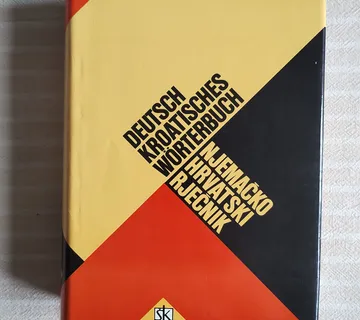 DEUTSCH
KROATISCHES
WÖRTERBUCH
NJEMAČKO
HRVATSKI
RJEČNIK
šk